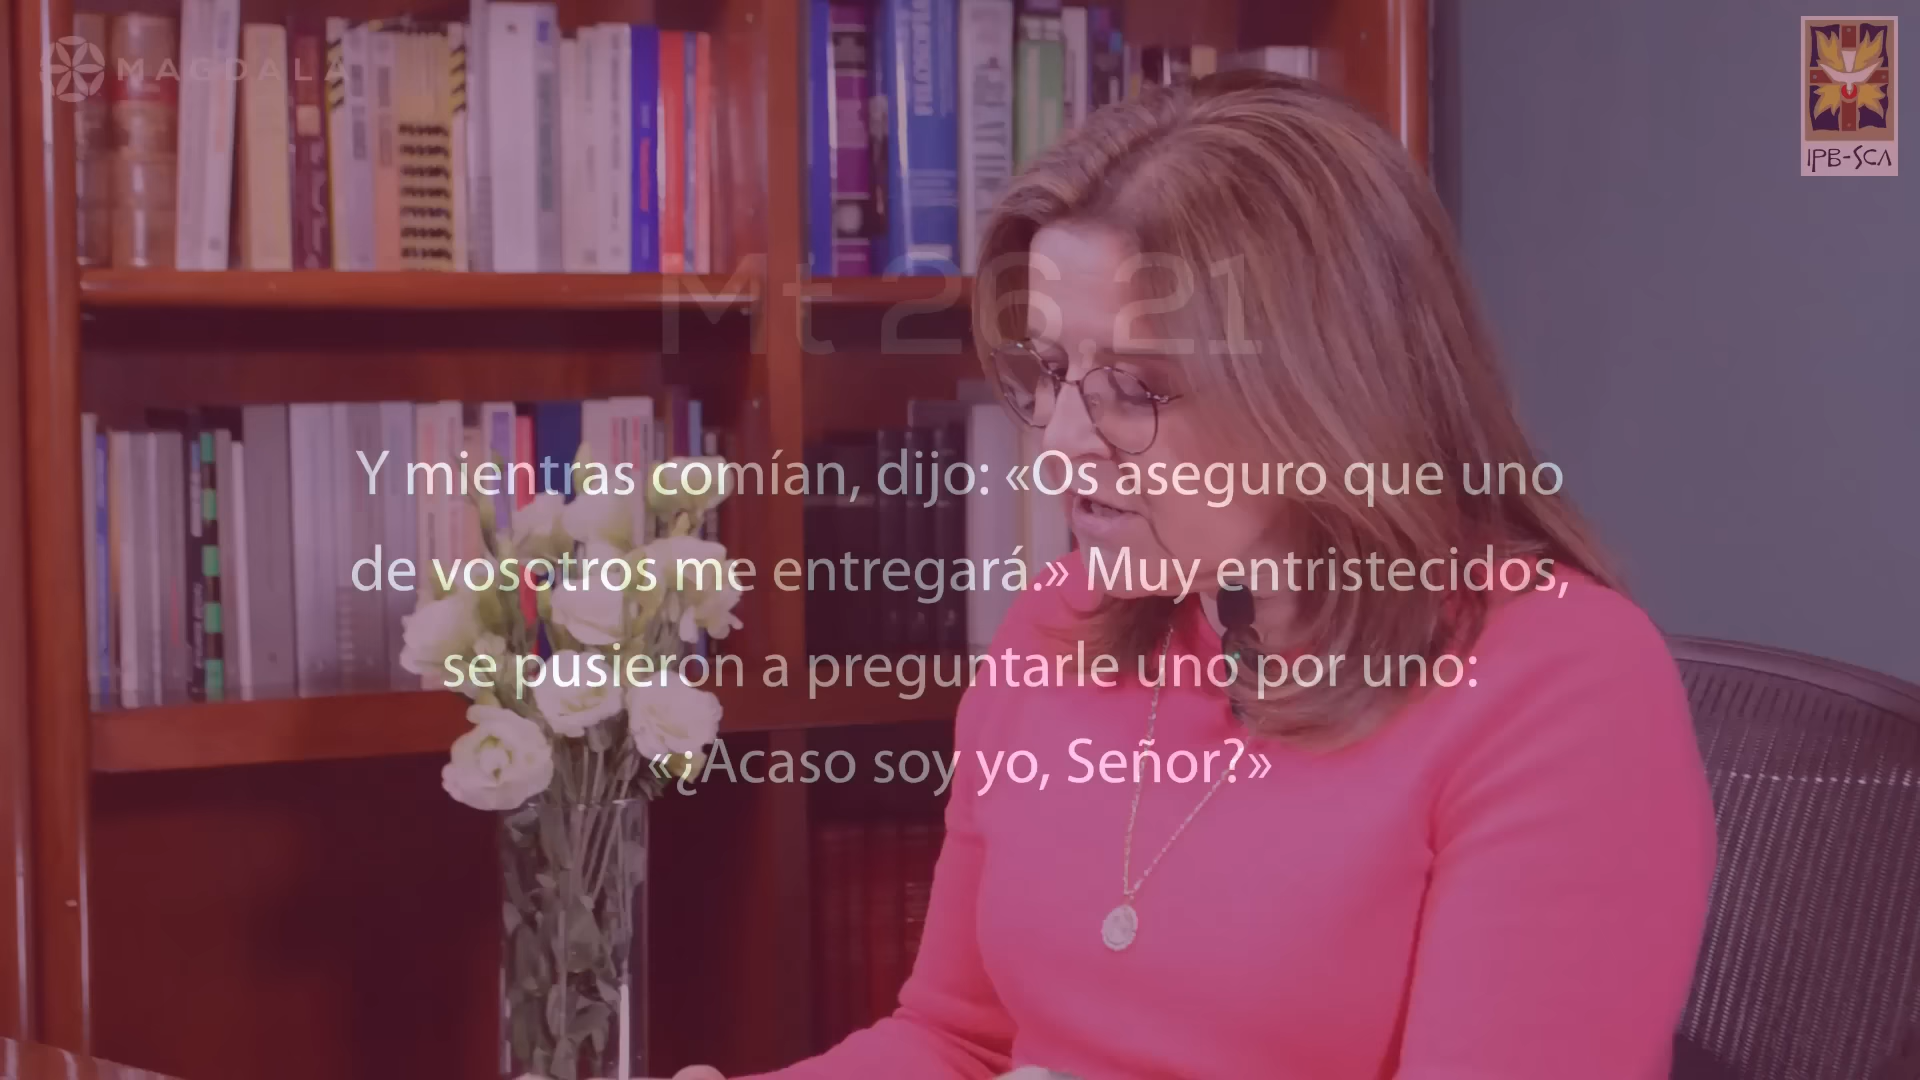 MAGDALA
IPB-SCA
Mt 26,21
Y mientras comían, dijo: «Os aseguro que uno
de vosotros me entregará.» Muy entristecidos,
se pusieron a preguntarle uno por uno:
«¿Acaso soy yo, Señor?»